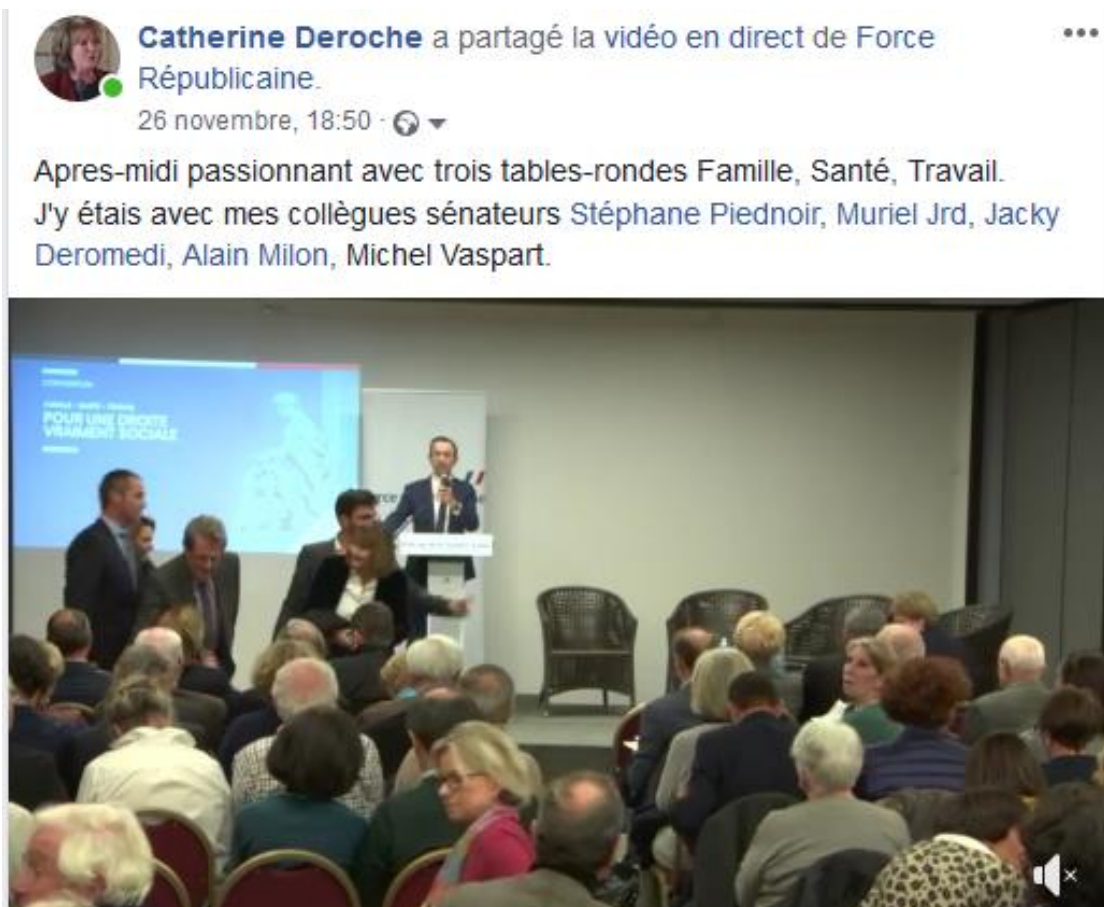 Catherine Deroche a partagé la vidéo en direct de Force
Républicaine.
26 novembre, 18:50 ·
Apres-midi passionnant avec trois tables-rondes Famille, Santé, Travail.
J'y étais avec mes collègues sénateurs Stéphane Piednoir, Muriel Jrd, Jacky
Deromedi, Alain Milon, Michel Vaspart.
POUR UNE DROITE
VRAIMENT SOCIALE